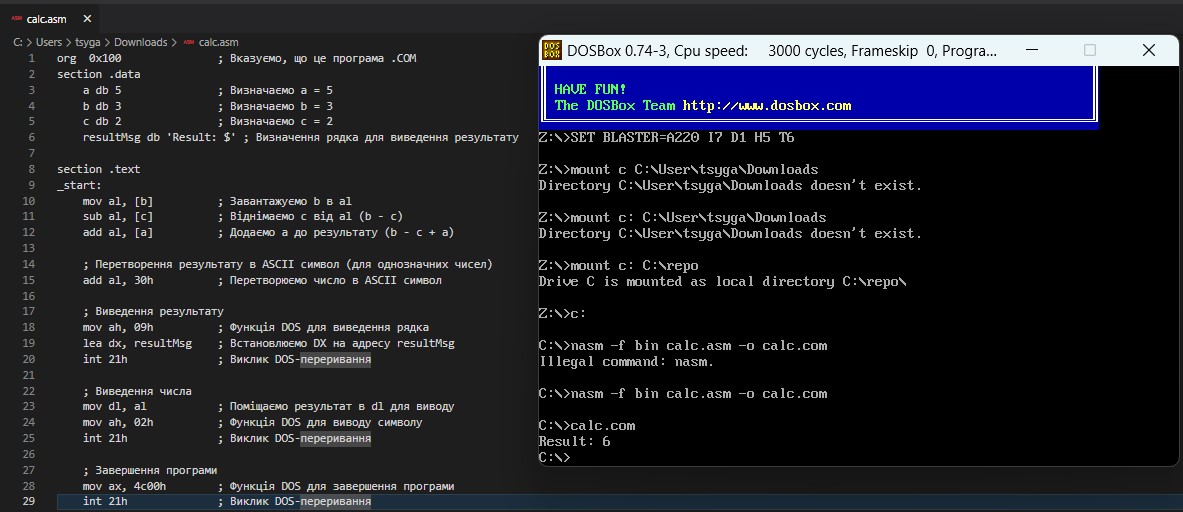 calc.asm
C: > Users > tsyga > Downloads > calc.asm
1 org 0x100 ; Вказуємо, що це програма .COM
2 section .data
3 a db 5 ; Визначаємо a = 5
4 b db 3 ; Визначаємо b = 3
5 c db 2 ; Визначаємо c = 2
6 resultMsg db 'Result: $' ; Визначення рядка для виведення результату
7
8 section .text
9 _start:
10 mov al, [b] ; Завантажуємо b в al
11 sub al, [c] ; Віднімаємо c від al (b - c)
12 add al, [a] ; Додаємо a до результату (b - c + a)
13
14 ; Перетворення результату в ASCII символ (для однозначних чисел)
15 add al, 30h ; Перетворюємо число в ASCII символ
16
17 ; Виведення результату
18 mov ah, 09h ; Функція DOS для виведення рядка
19 lea dx, resultMsg ; Встановлюємо DX на адресу resultMsg
20 int 21h ; Виклик DOS-переривання
21
22 ; Виведення числа
23 mov dl, al ; Поміщаємо результат в dl для виводу
24 mov ah, 02h ; Функція DOS для виводу символу
25 int 21h ; Виклик DOS-переривання
26
27 ; Завершення програми
28 mov ax, 4c00h ; Функція DOS для завершення програми
29 int 21h ; Виклик DOS-переривання
DOSBox 0.74-3, Cpu speed: 3000 cycles, Frameskip 0, Progra...
HAVE FUN!
The DOSBox Team http://www.dosbox.com
Z:\>SET BLASTER=A220 I7 D1 H5 T6
Z:\>mount c C:\User\tsyga\Downloads
Directory C:\User\tsyga\Downloads doesn't exist.
Z:\>mount c: C:\User\tsyga\Downloads
Directory C:\User\tsyga\Downloads doesn't exist.
Z:\>mount c: C:\repo
Drive C is mounted as local directory C:\repo\
Z:\>c:
C:\>nasm -f bin calc.asm -o calc.com
Illegal command: nasm.
C:\>nasm -f bin calc.asm -o calc.com
C:\>calc.com
Result: 6
C:\>